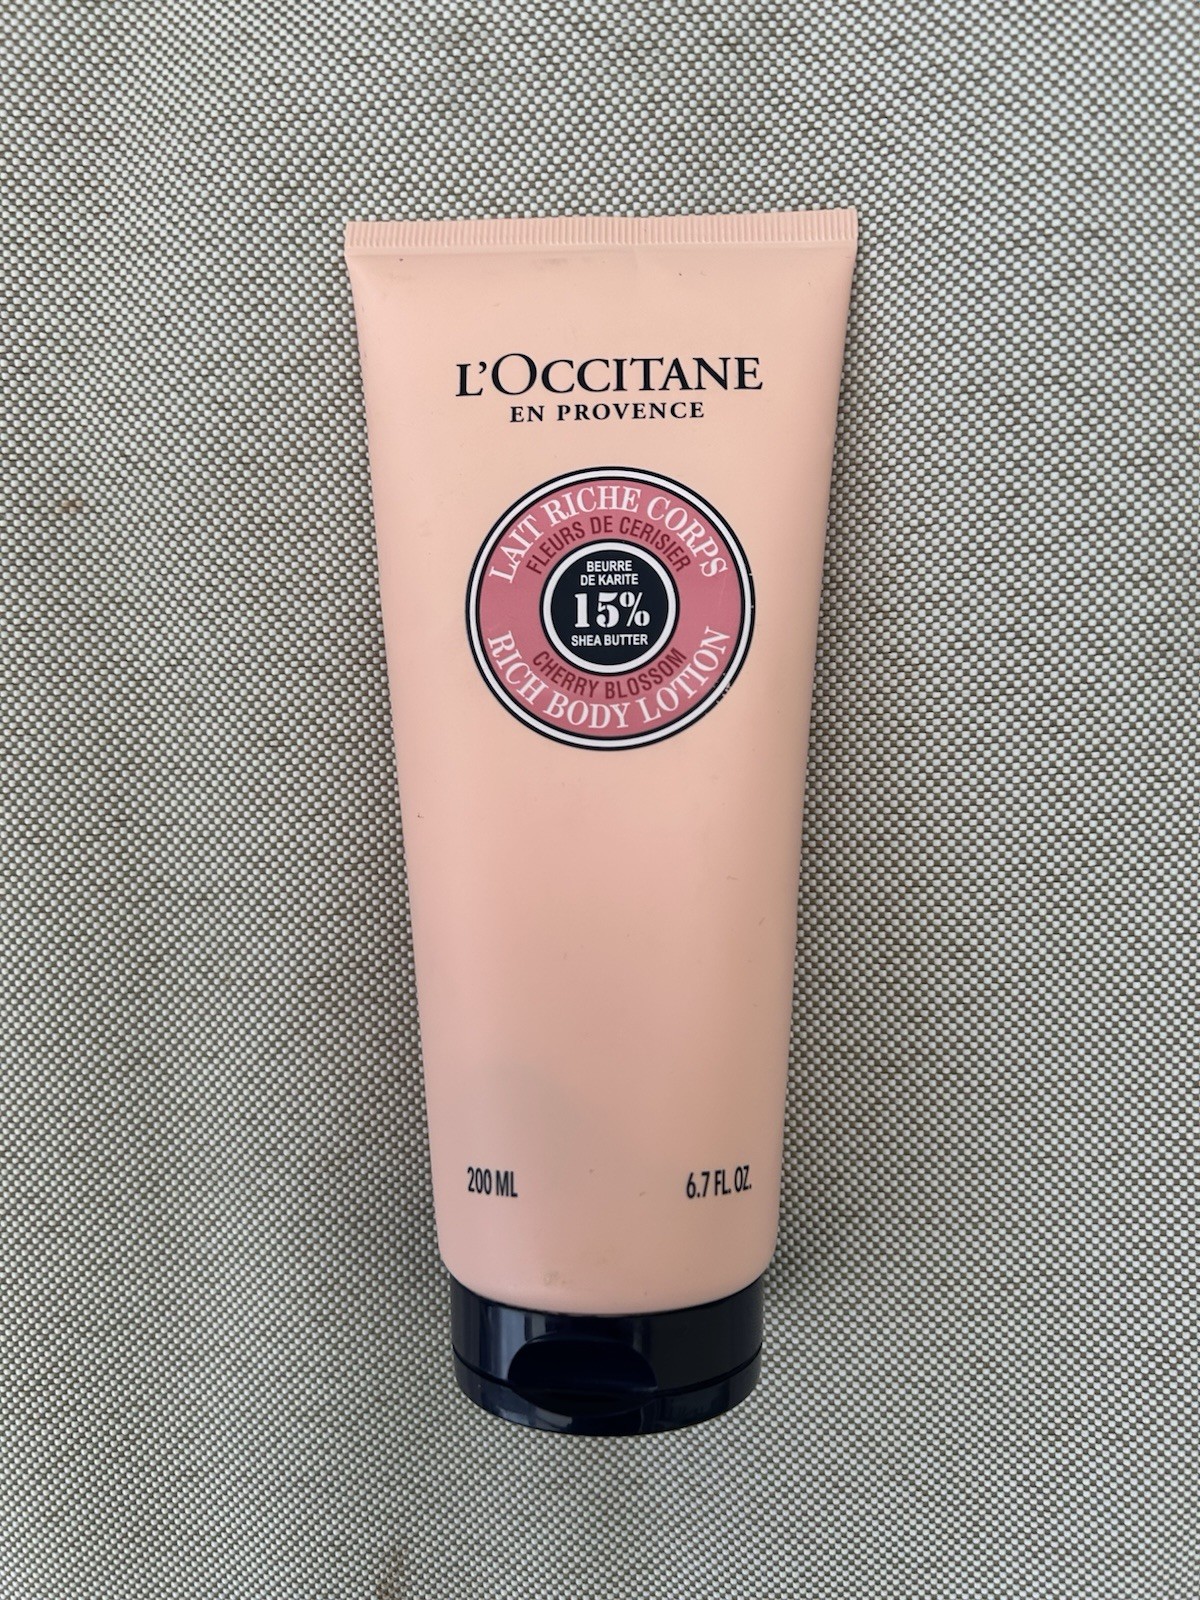 L'OCCITANE
EN PROVENCE
LAIT RICHE CORPS
FLEURS DE CERISIER
BEURRE
DE KARITE
15%
SHEA BUTTER
CHERRY BLOSSOM
RICH BODY LOTION
200 ML
6.7 FL. OZ.